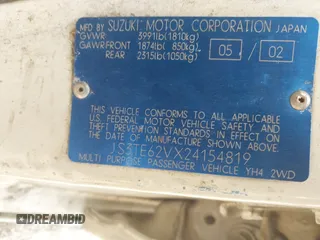 MFD BY SUZUKI MOTOR CORPORATION JAPAN
GVWR 3991lb(1810kg)
GAWR FRONT 1874lb( 850kg) 05 / 02
REAR 2315lb(1050kg)
THIS VEHICLE CONFORMS TO ALL APPLICABLE
U.S. FEDERAL MOTOR VEHICLE SAFETY AND THEFT
PREVENTION STANDARDS IN EFFECT ON THE DATE OF
MANUFACTURE SHOWN ABOVE.
JS3TE62VX24154819
MULTI PURPOSE PASSENGER VEHICLE YH4 2WD
DREAMBID